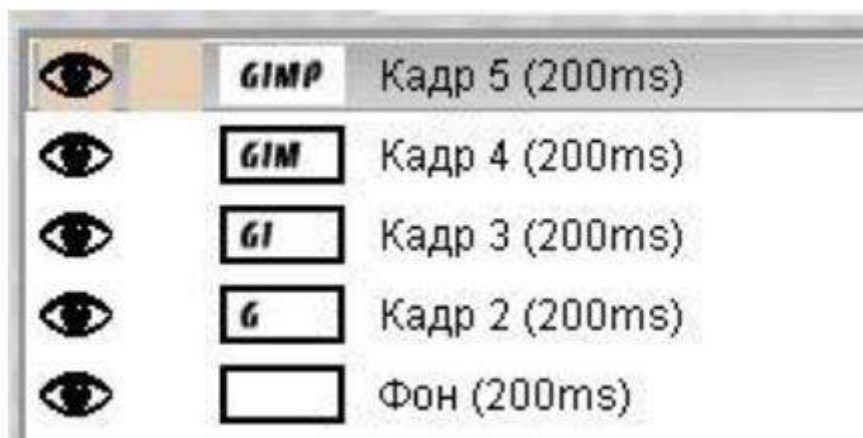 GIMP Кадр 5 (200ms)
GIM Кадр 4 (200ms)
GI Кадр 3 (200ms)
G Кадр 2 (200ms)
Фон (200ms)